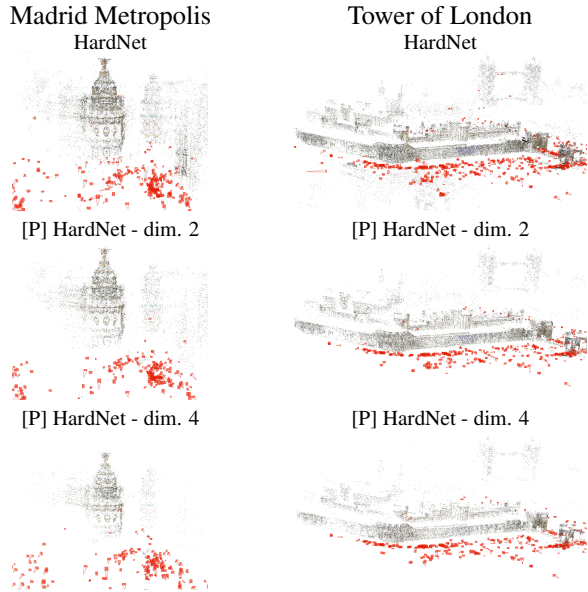 Madrid Metropolis
Tower of London
HardNet
HardNet
[P] HardNet - dim. 2
[P] HardNet - dim. 2
[P] HardNet - dim. 4
[P] HardNet - dim. 4